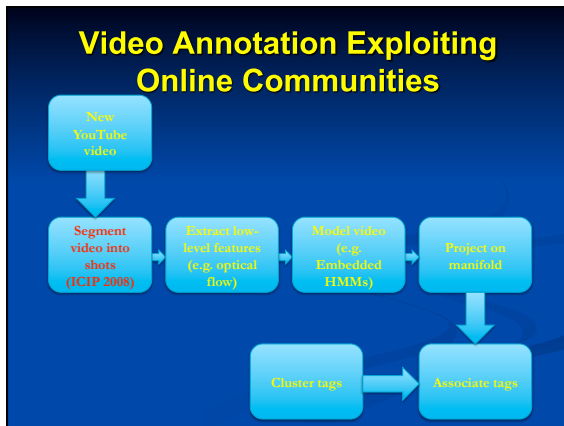 Video Annotation Exploiting
Online Communities
New
YouTube
video
Segment
video into
shots
(ICIP 2008)
Extract low-
level features
(e.g. optical
flow)
Model video
(e.g.
Embedded
HMMs)
Project on
manifold
Cluster tags
Associate tags